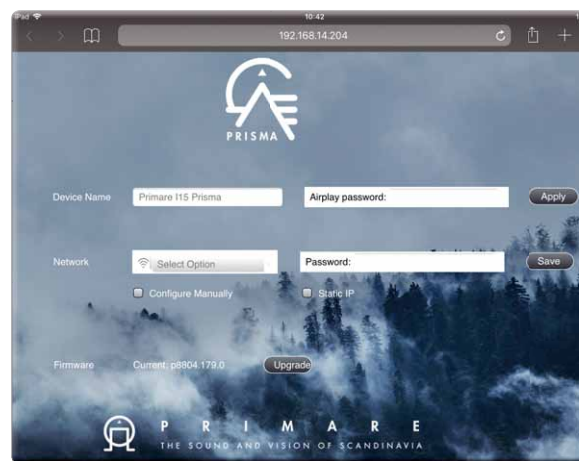 iPad 10:42
192.168.14.204
PRISMA
Device Name Primare I15 Prisma Airplay password: Apply
Network Select Option Password: Save
Configure Manually Static IP
Firmware Current: p8804.179.0 Upgrade
PRIMARE
THE SOUND AND VISION OF SCANDINAVIA